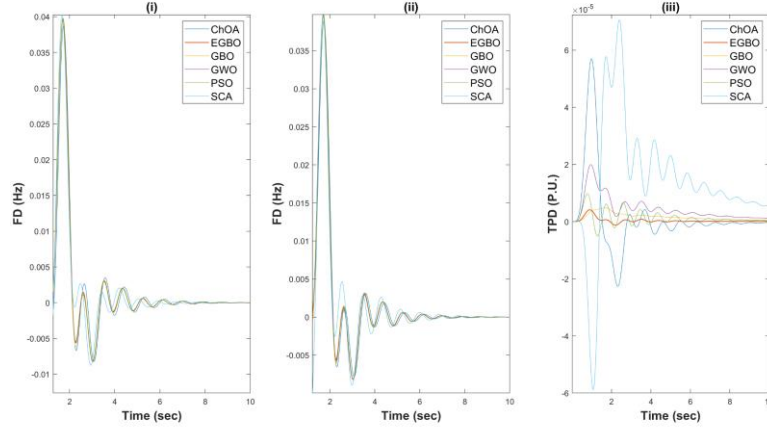 (i)
0.04
0.035
0.03
0.025
0.02
0.015
0.01
0.005
0
-0.005
-0.01
FD (Hz)
2 4 6 8 10
Time (sec)
ChOA
EGBO
GBO
GWO
PSO
SCA
(ii)
0.035
0.03
0.025
0.02
0.015
0.01
0.005
0
-0.005
FD (Hz)
2 4 6 8 10
Time (sec)
ChOA
EGBO
GBO
GWO
PSO
SCA
(iii)
×10⁻⁵
6
4
2
0
-2
-4
-6
TPD (P.U.)
0 2 4 6 8 10
Time (sec)
ChOA
EGBO
GBO
GWO
PSO
SCA